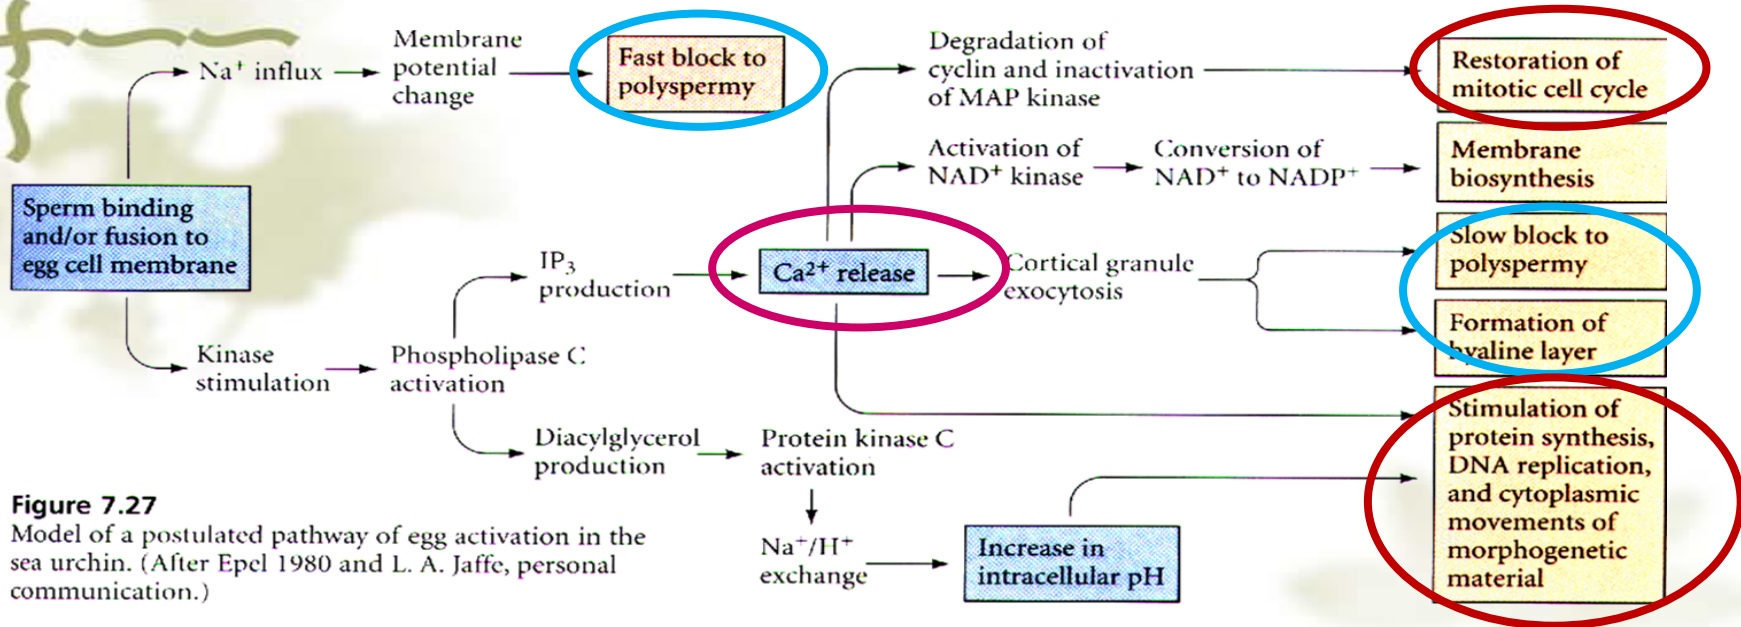 Na⁺ influx
Membrane
potential
change
Fast block to
polyspermy
Degradation of
cyclin and inactivation
of MAP kinase
Restoration of
mitotic cell cycle
Activation of
NAD⁺ kinase
Conversion of
NAD⁺ to NADP⁺
Membrane
biosynthesis
Sperm binding
and/or fusion to
egg cell membrane
IP₃
production
Ca²⁺ release
Cortical granule
exocytosis
Slow block to
polyspermy
Formation of
hyaline layer
Kinase
stimulation
Phospholipase C
activation
Diacylglycerol
production
Protein kinase C
activation
Na⁺/H⁺
exchange
Increase in
intracellular pH
Stimulation of
protein synthesis,
DNA replication,
and cytoplasmic
movements of
morphogenetic
material
Figure 7.27
Model of a postulated pathway of egg activation in the
sea urchin. (After Epel 1980 and L. A. Jaffe, personal
communication.)